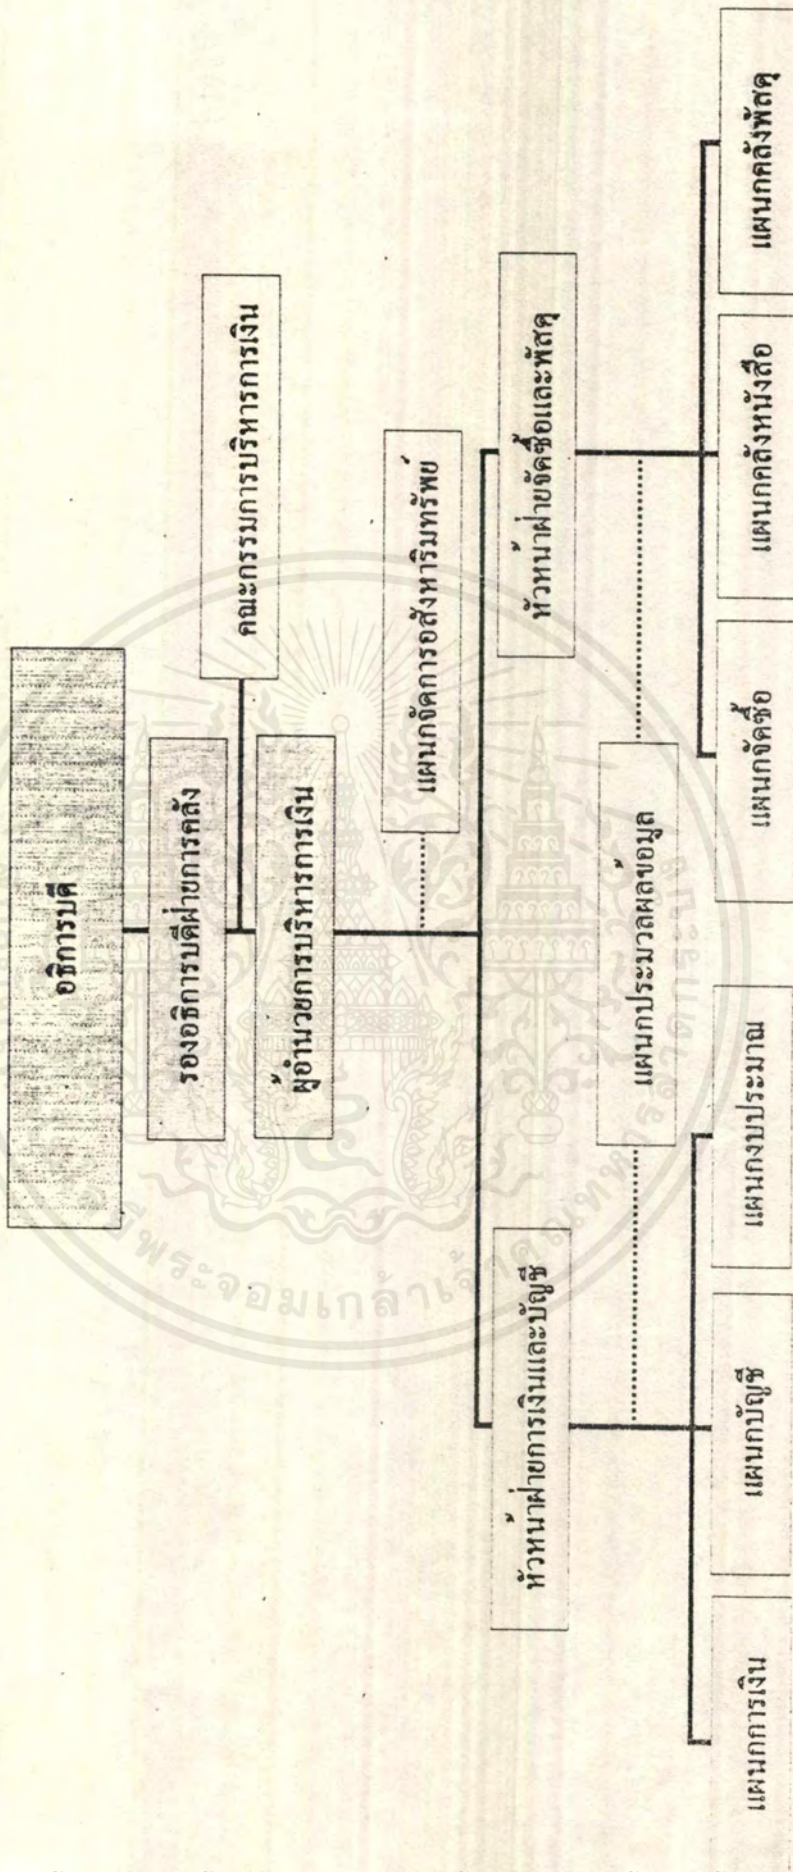 อธิการบดี
รองอธิการบดีฝ่ายการคลัง
คณะกรรมการบริหารการเงิน
ผู้อำนวยการบริหารการเงิน
แผนกจัดการอสังหาริมทรัพย์
หัวหน้าฝ่ายการเงินและบัญชี
หัวหน้าฝ่ายจัดซื้อและพัสดุ
แผนกประมวลผลข้อมูล
แผนกการเงิน
แผนกบัญชี
แผนกงบประมาณ
แผนกจัดซื้อ
แผนกคลังหนังสือ
แผนกคลังพัสดุ